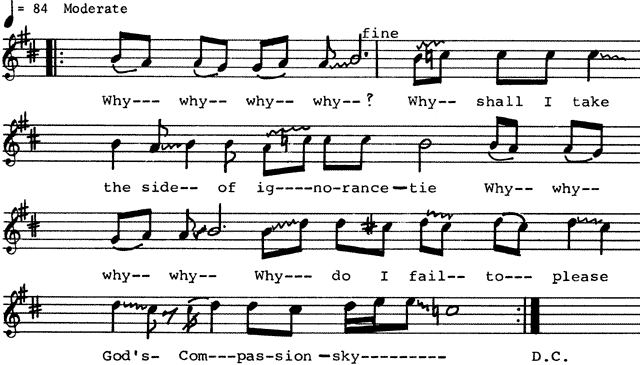 = 84 Moderate
fine
Why--- why-- why-- why--? Why-- shall I take
the side-- of ig----no-rance-tie Why-- why--
why-- why-- Why--- do I fail-- to--- please
God's- Com---pas-sion-sky--------- D.C.